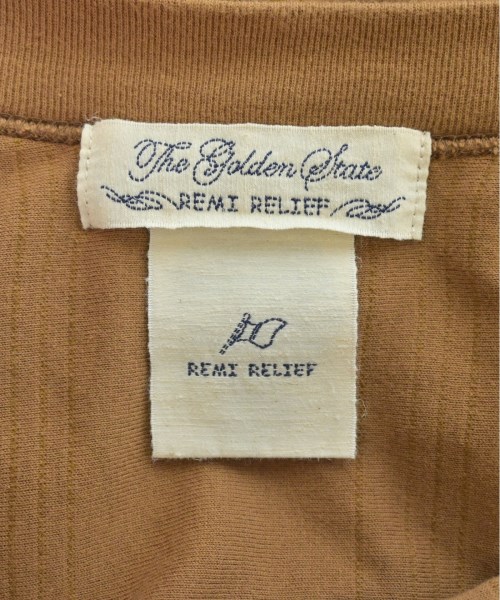 The Golden State
REMI RELIEF
REMI RELIEF